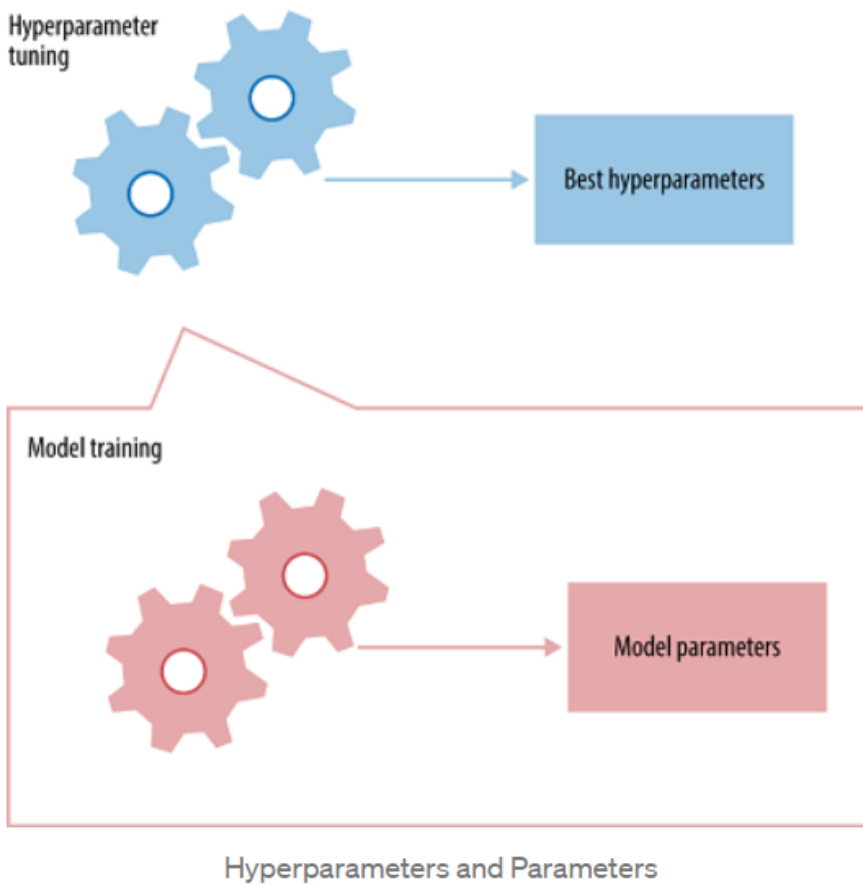 Hyperparameter
tuning
Best hyperparameters
Model training
Model parameters
Hyperparameters and Parameters